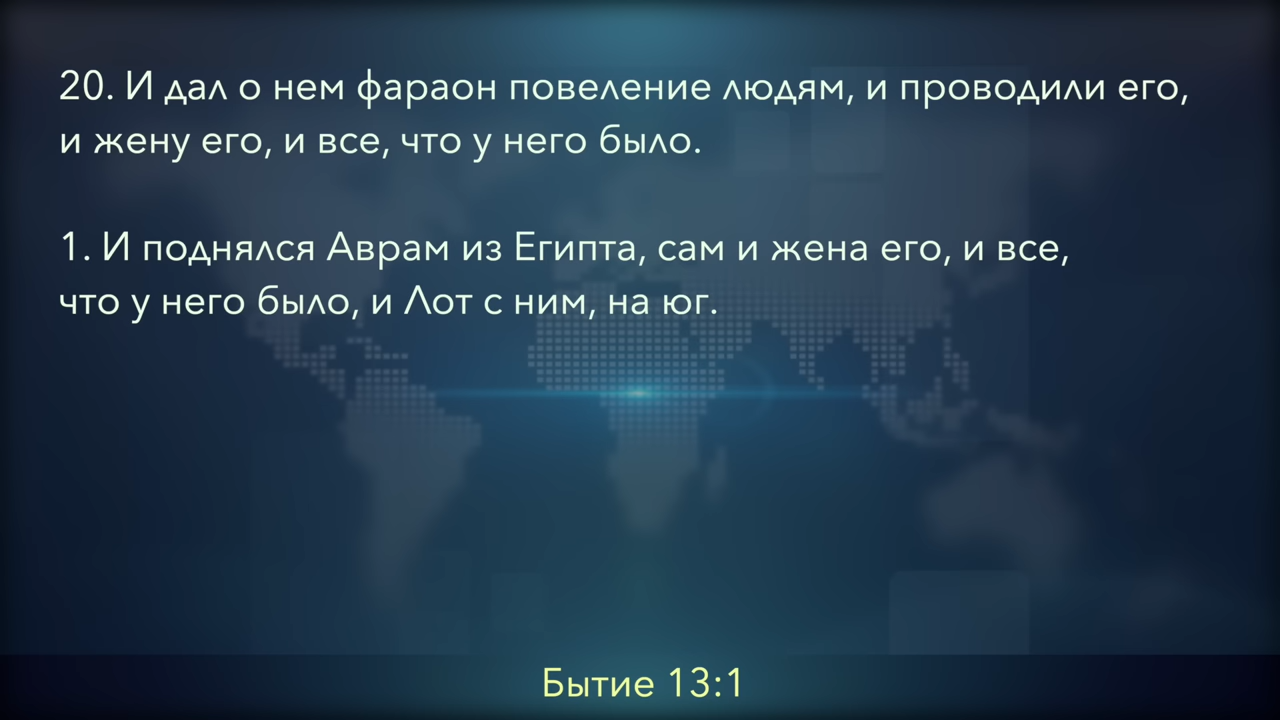 20. И дал о нем фараон повеление людям, и проводили его,
и жену его, и все, что у него было.
1. И поднялся Аврам из Египта, сам и жена его, и все,
что у него было, и Лот с ним, на юг.
Бытие 13:1